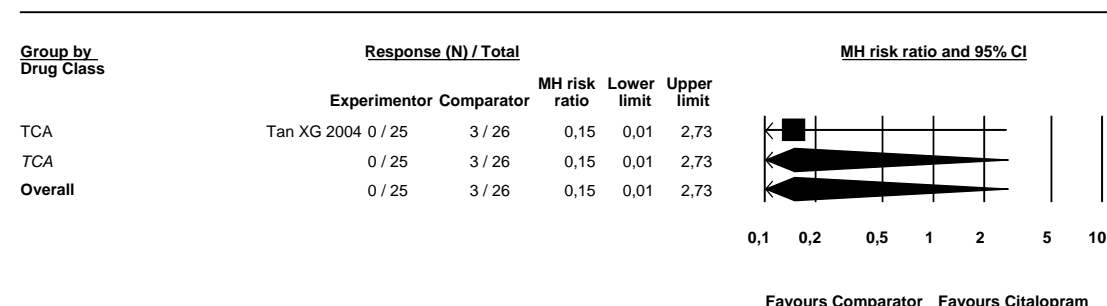 Group by Response (N) / Total MH risk ratio and 95% CI
Drug Class
MH risk Lower Upper
Experimentor Comparator ratio limit limit
TCA Tan XG 2004 0 / 25 3 / 26 0,15 0,01 2,73
TCA 0 / 25 3 / 26 0,15 0,01 2,73
Overall 0 / 25 3 / 26 0,15 0,01 2,73
0,1 0,2 0,5 1 2 5 10
Favours Comparator Favours Citalopram